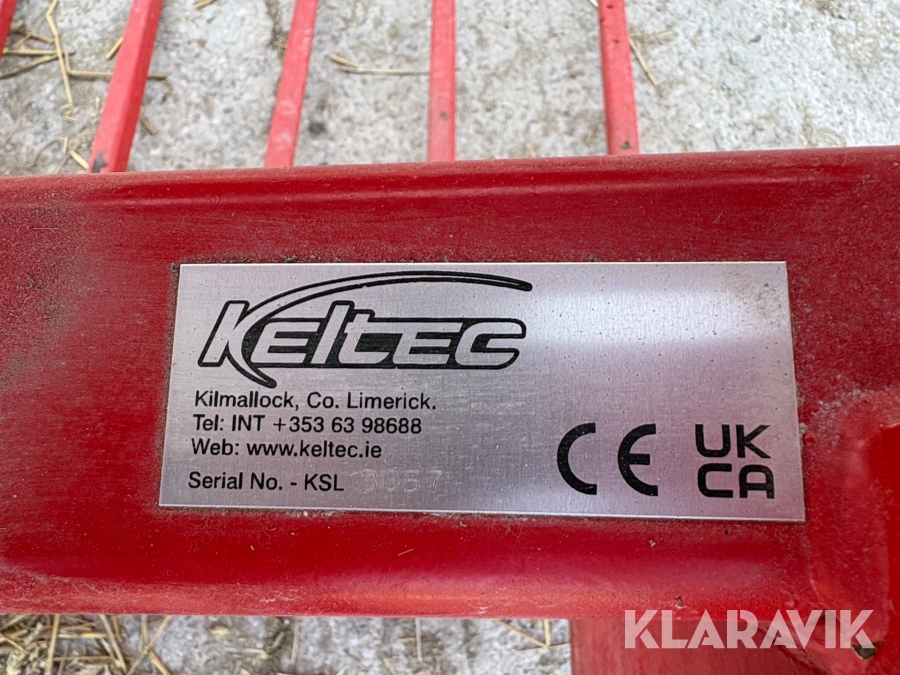 Keltec
Kilmallock, Co. Limerick.
Tel: INT +353 63 98688
Web: www.keltec.ie
Serial No. - KSL 3057
CE
UK
CA
KLARAVIK